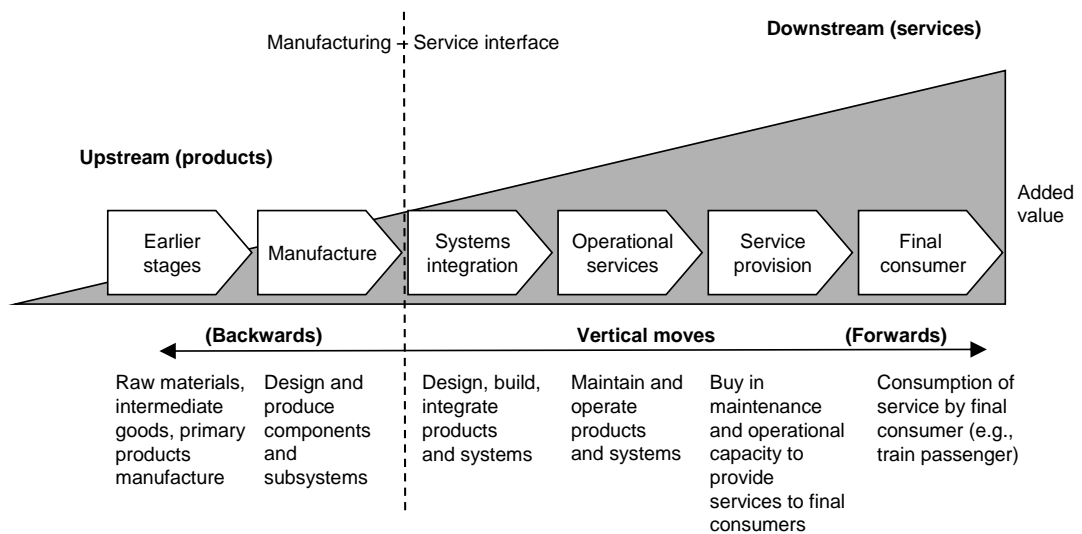 Manufacturing – Service interface
Downstream (services)
Upstream (products)
Added
value
Earlier
stages
Manufacture
Systems
integration
Operational
services
Service
provision
Final
consumer
(Backwards)
Vertical moves
(Forwards)
Raw materials,
intermediate
goods, primary
products
manufacture
Design and
produce
components
and
subsystems
Design, build,
integrate
products
and systems
Maintain and
operate
products
and systems
Buy in
maintenance
and operational
capacity to
provide
services to final
consumers
Consumption of
service by final
consumer (e.g.,
train passenger)